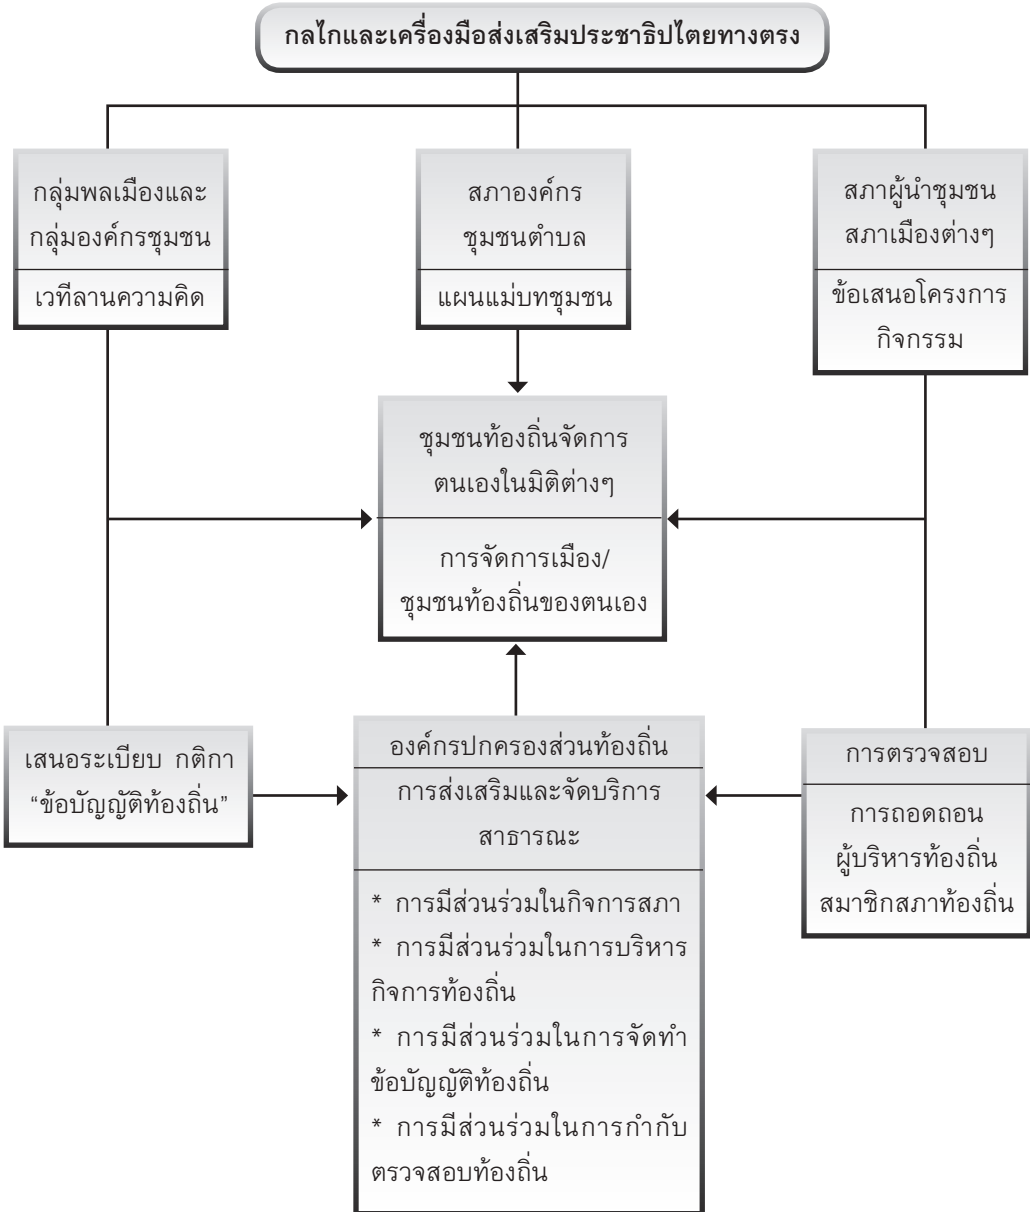 กลไกและเครื่องมือส่งเสริมประชาธิปไตยทางตรง
กลุ่มพลเมืองและ
กลุ่มองค์กรชุมชน
เวทีลานความคิด
สภาองค์กร
ชุมชนตำบล
แผนแม่บทชุมชน
สภาผู้นำชุมชน
สภาเมืองต่างๆ
ข้อเสนอโครงการ
กิจกรรม
ชุมชนท้องถิ่นจัดการ
ตนเองในมิติต่างๆ
การจัดการเมือง/
ชุมชนท้องถิ่นของตนเอง
เสนอระเบียบ กติกา
“ข้อบัญญัติท้องถิ่น”
องค์กรปกครองส่วนท้องถิ่น
การส่งเสริมและจัดบริการ
สาธารณะ
* การมีส่วนร่วมในกิจการสภา
* การมีส่วนร่วมในการบริหาร
กิจการท้องถิ่น
* การมีส่วนร่วมในการจัดทำ
ข้อบัญญัติท้องถิ่น
* การมีส่วนร่วมในการกำกับ
ตรวจสอบท้องถิ่น
การตรวจสอบ
การถอดถอน
ผู้บริหารท้องถิ่น
สมาชิกสภาท้องถิ่น